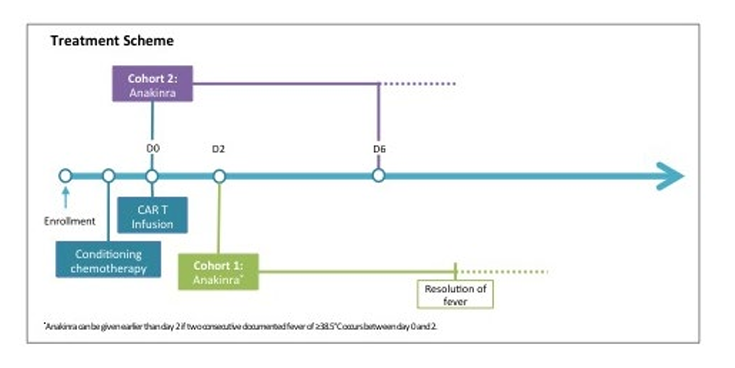 Treatment Scheme
Cohort 2:
Anakinra
D0
D2
D6
Enrollment
CAR T
Infusion
Conditioning
chemotherapy
Cohort 1:
Anakinra*
Resolution of
fever
*Anakinra can be given earlier than day 2 if two consecutive documented fever of ≥38.5°C occurs between day 0 and 2.